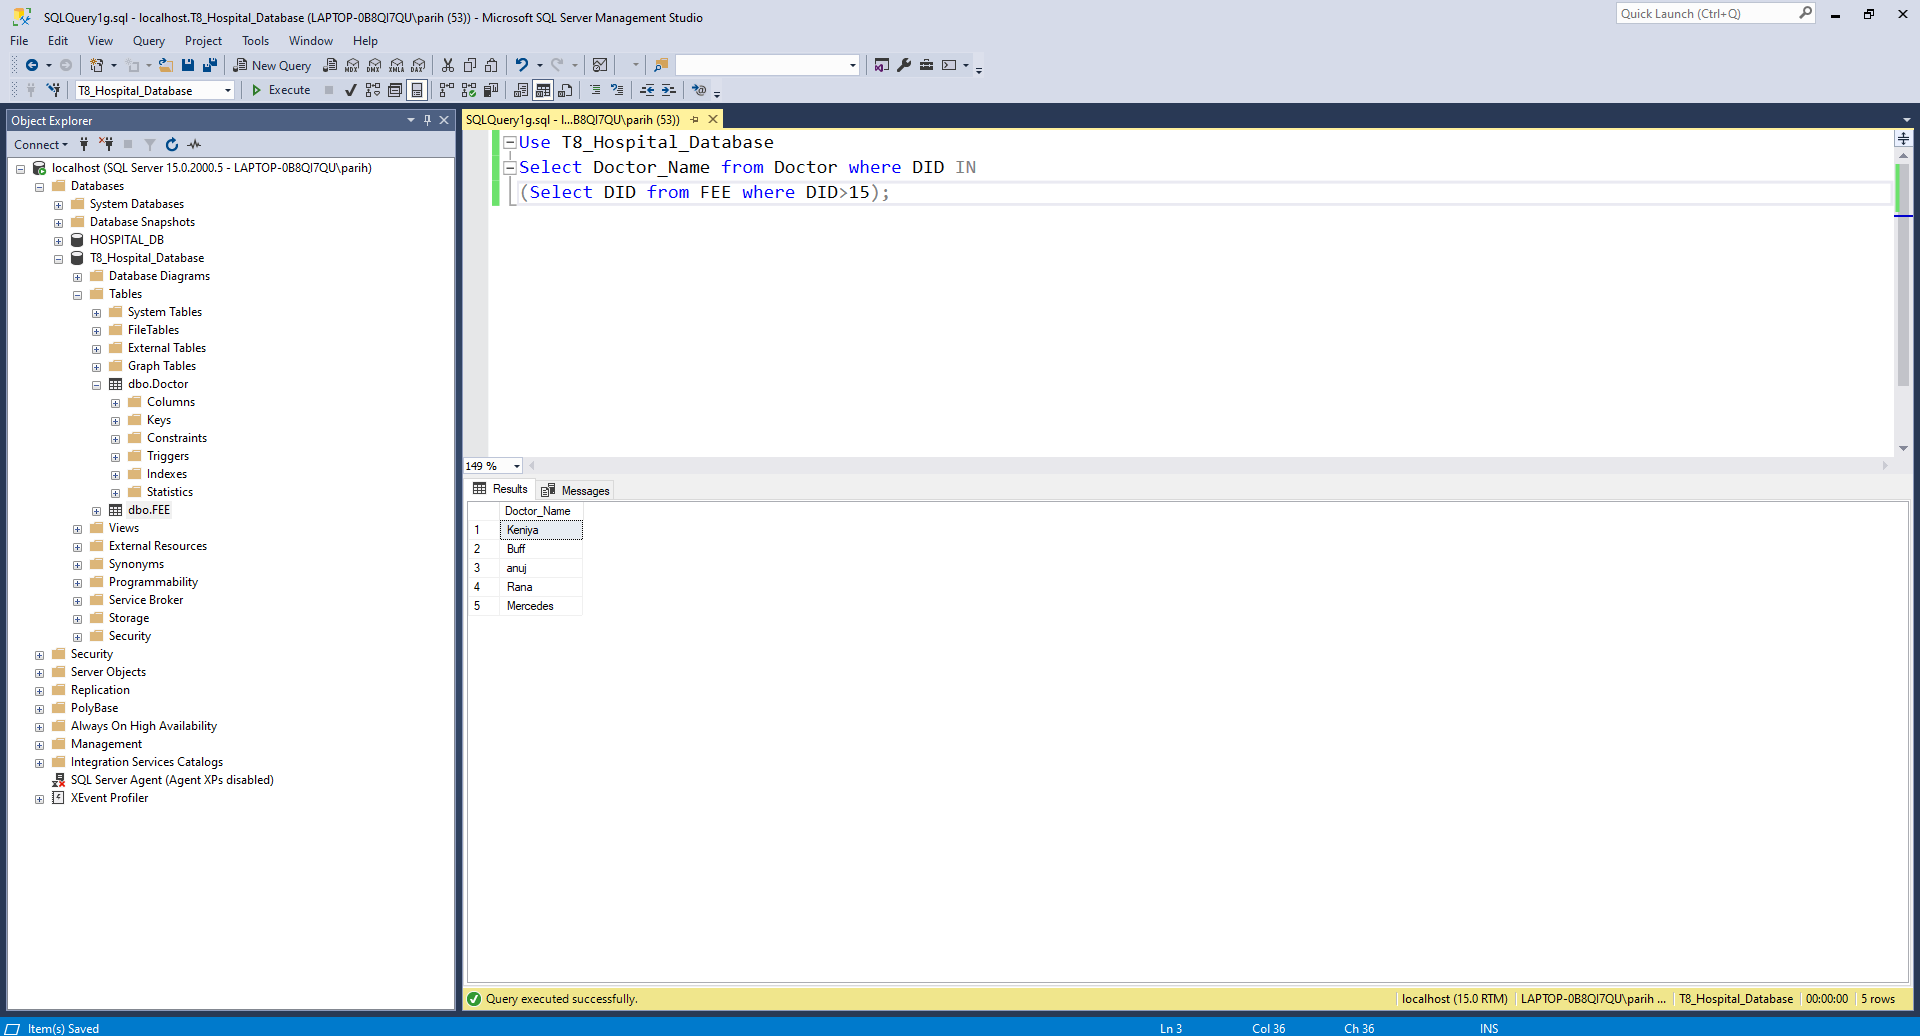 SQLQuery1g.sql - localhost.T8_Hospital_Database (LAPTOP-0B8QI7QU\parih (53)) - Microsoft SQL Server Management Studio
Quick Launch (Ctrl+Q)
File Edit View Query Project Tools Window Help
New Query
MDX DMX XMLA DAX
T8_Hospital_Database
Execute
Object Explorer
Connect
localhost (SQL Server 15.0.2000.5 - LAPTOP-0B8QI7QU\parih)
Databases
System Databases
Database Snapshots
HOSPITAL_DB
T8_Hospital_Database
Database Diagrams
Tables
System Tables
FileTables
External Tables
Graph Tables
dbo.Doctor
Columns
Keys
Constraints
Triggers
Indexes
Statistics
dbo.FEE
Views
External Resources
Synonyms
Programmability
Service Broker
Storage
Security
Security
Server Objects
Replication
PolyBase
Always On High Availability
Management
Integration Services Catalogs
SQL Server Agent (Agent XPs disabled)
XEvent Profiler
SQLQuery1g.sql - l...B8QI7QU\parih (53))
Use T8_Hospital_Database
Select Doctor_Name from Doctor where DID IN
(Select DID from FEE where DID>15);
149 %
Results Messages
Doctor_Name
1 Keniya
2 Buff
3 anuj
4 Rana
5 Mercedes
Query executed successfully.
localhost (15.0 RTM) LAPTOP-0B8QI7QU\parih ... T8_Hospital_Database 00:00:00 5 rows
Item(s) Saved
Ln 3 Col 36 Ch 36 INS